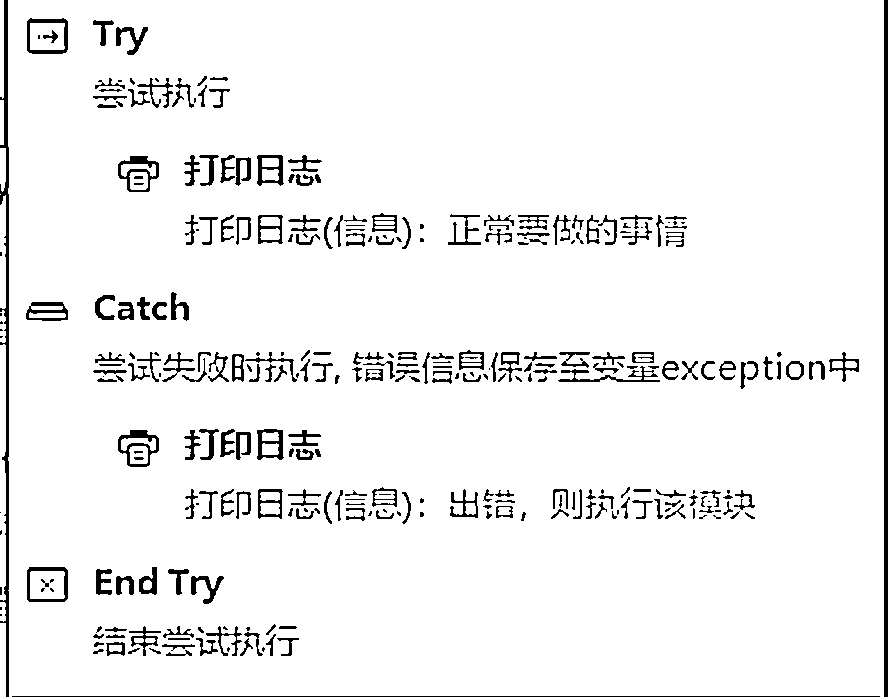 Try
尝试执行
打印日志
打印日志(信息)：正常要做的事情
Catch
尝试失败时执行, 错误信息保存至变量exception中
打印日志
打印日志(信息)：出错，则执行该模块
End Try
结束尝试执行